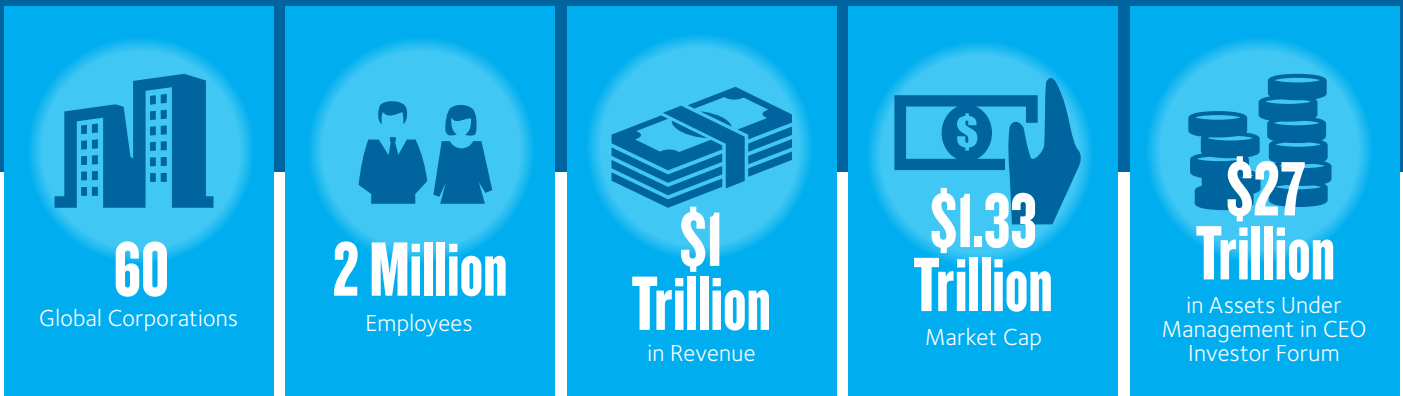 60
Global Corporations
2 Million
Employees
$1
Trillion
in Revenue
$
$1.33
Trillion
Market Cap
$27
Trillion
in Assets Under
Management in CEO
Investor Forum